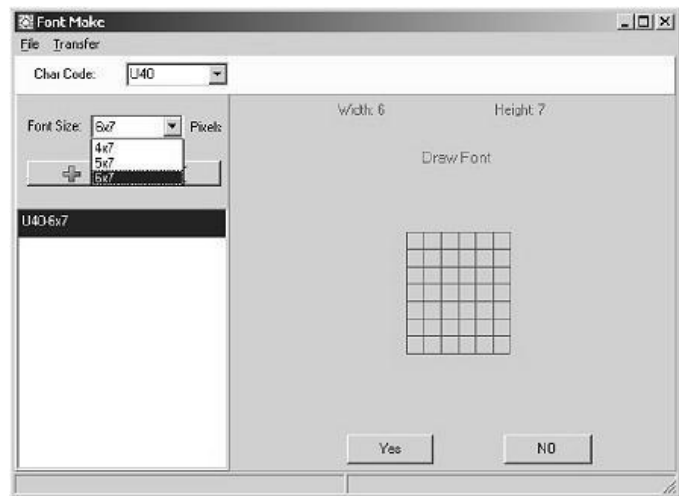 Font Make
File Transfer
Char Code: U40
Font Size: 6x7 Pixels
4x7
5x7
6x7
U40-6x7
Width: 6 Height: 7
Draw Font
Yes NO